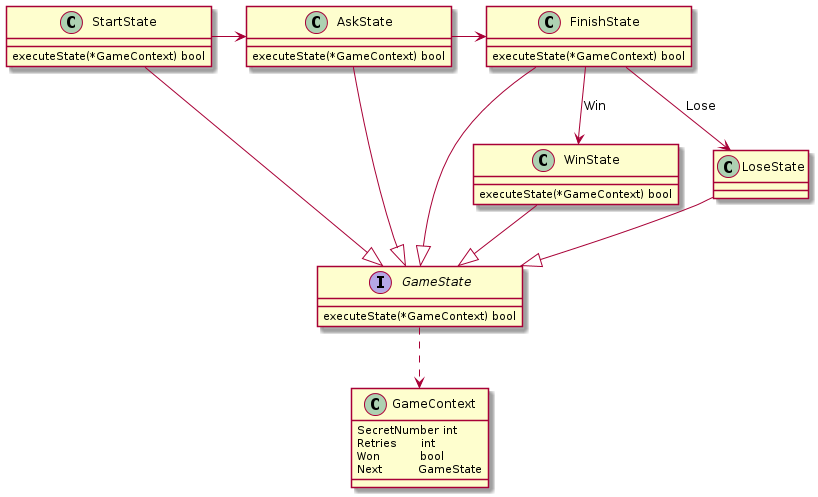 C StartState
executeState(*GameContext) bool
C AskState
executeState(*GameContext) bool
C FinishState
executeState(*GameContext) bool
Win
Lose
C WinState
executeState(*GameContext) bool
C LoseState
I GameState
executeState(*GameContext) bool
C GameContext
SecretNumber int
Retries int
Won bool
Next GameState